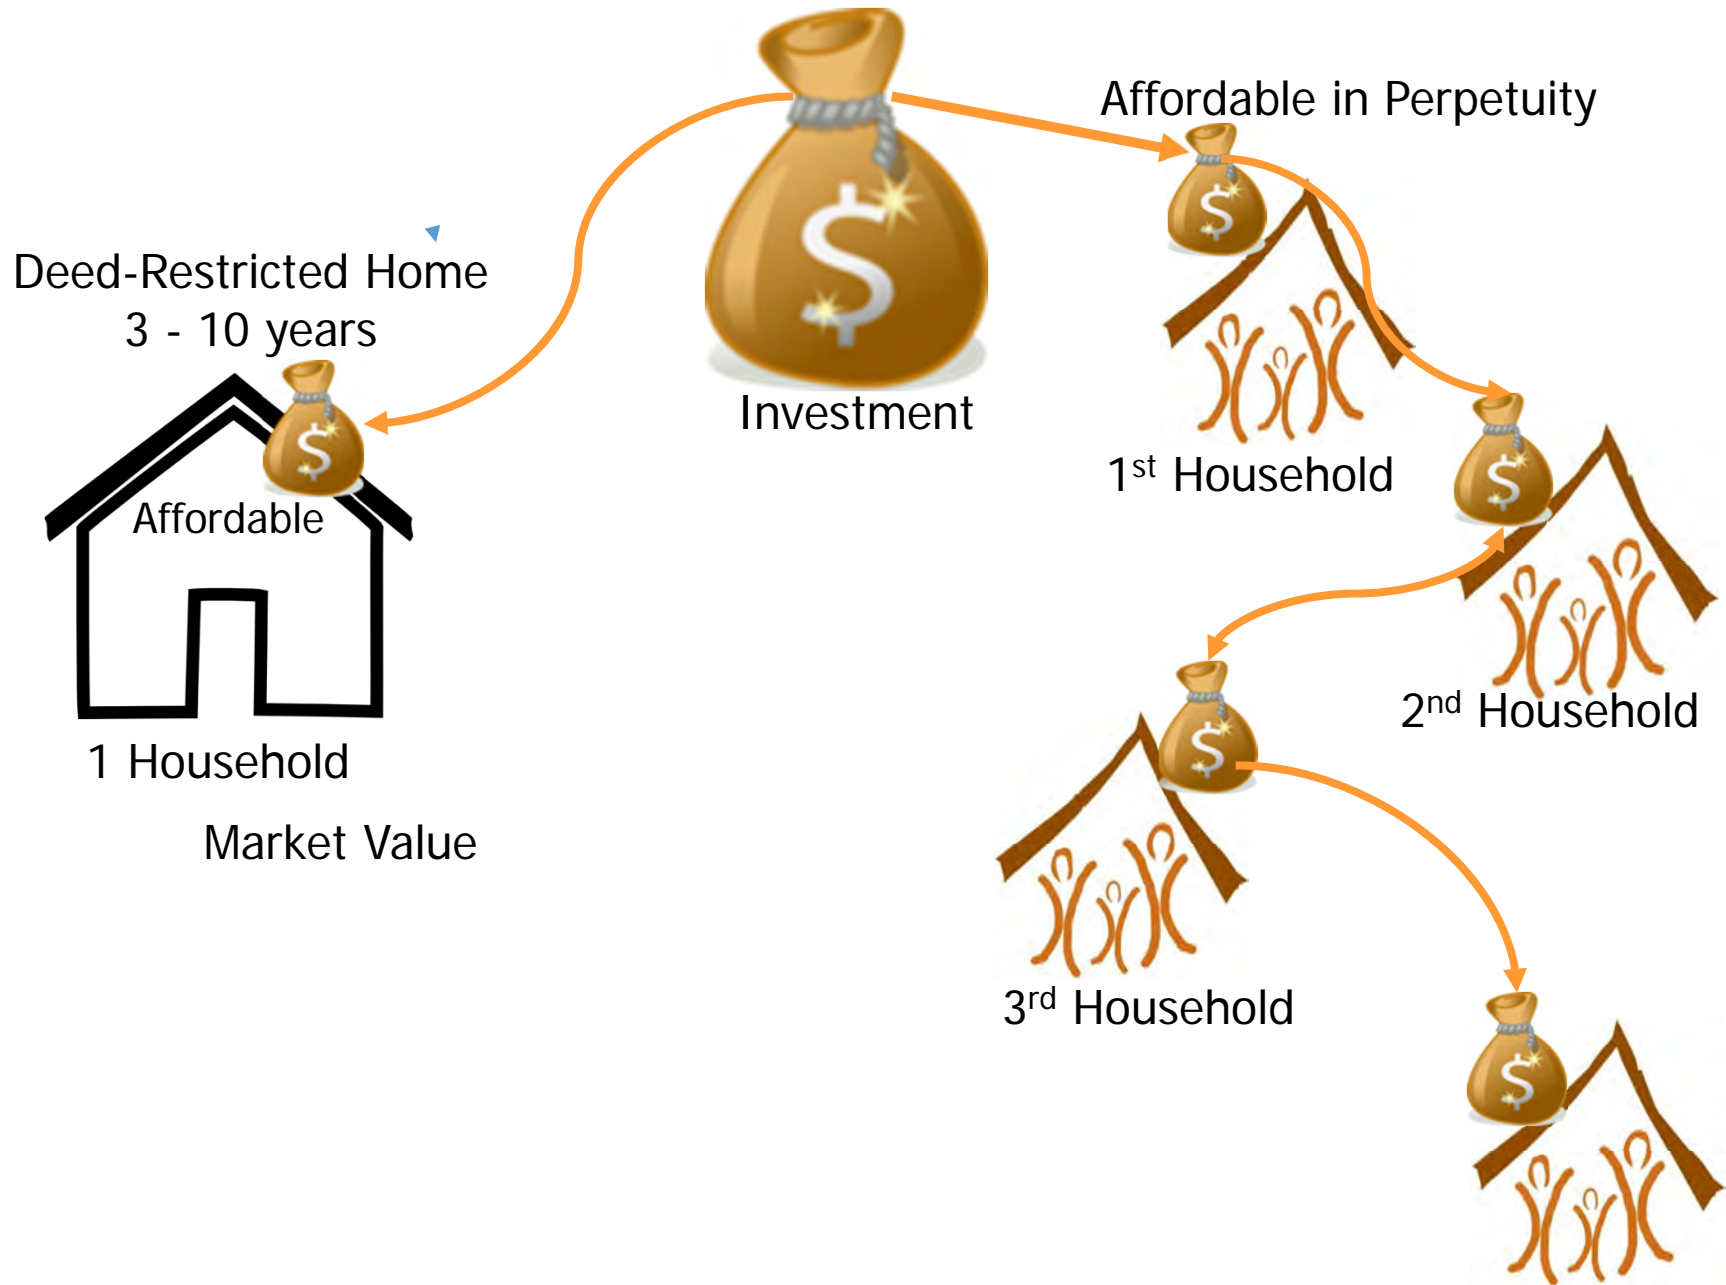 Affordable in Perpetuity
Deed-Restricted Home
3 - 10 years
Investment
Affordable
1st Household
1 Household
2nd Household
Market Value
3rd Household
$
$
$
$
$
$